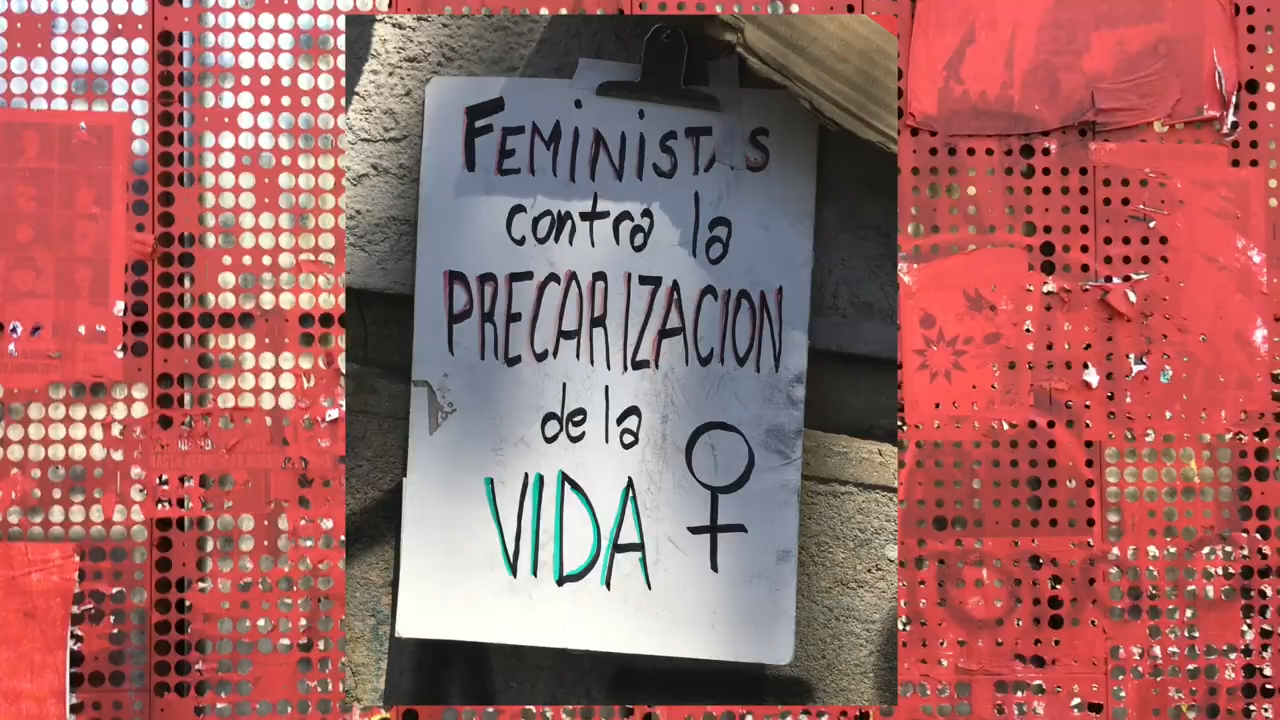 FEMINISTAS
contra la
PRECARIZACION
de la
VIDA